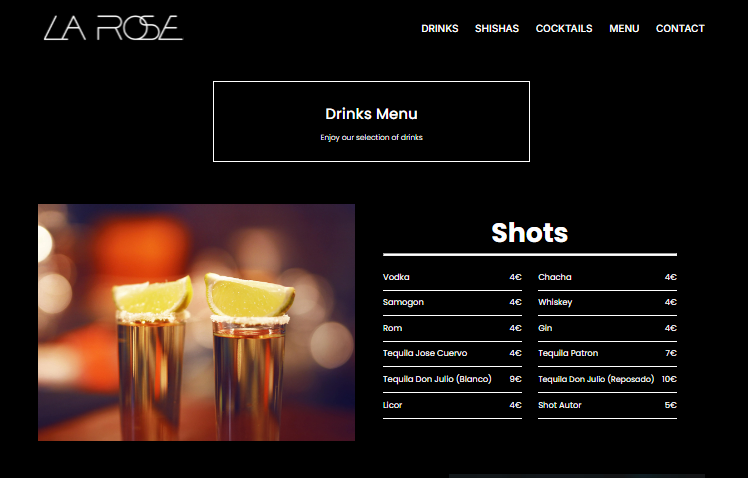 LA ROSE
DRINKS SHISHAS COCKTAILS MENU CONTACT
Drinks Menu
Enjoy our selection of drinks
Shots
Vodka 4€
Samogon 4€
Rom 4€
Tequila Jose Cuervo 4€
Tequila Don Julio (Blanco) 9€
Licor 4€
Chacha 4€
Whiskey 4€
Gin 4€
Tequila Patron 7€
Tequila Don Julio (Reposado) 10€
Shot Autor 5€